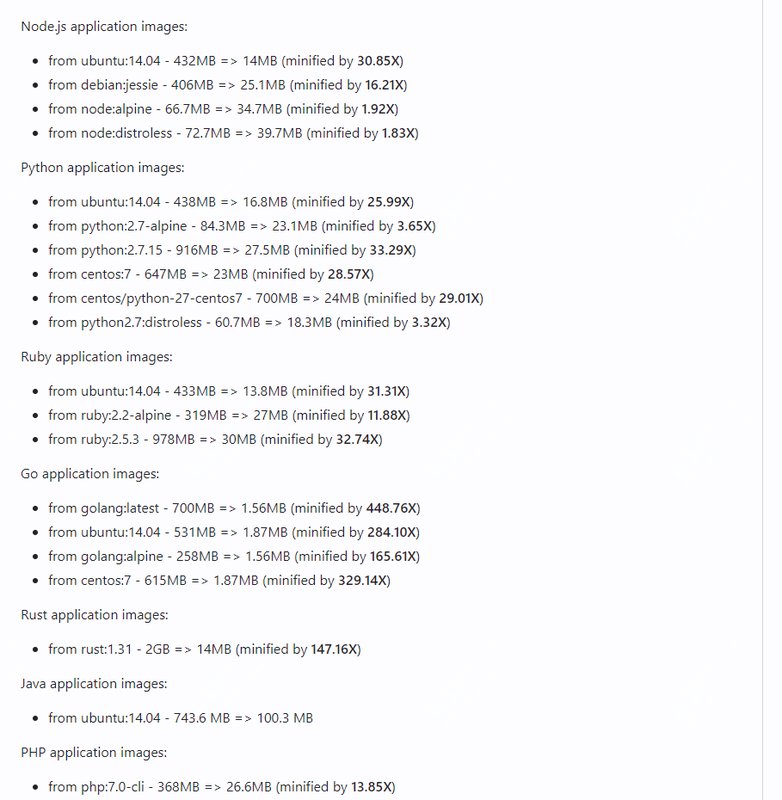 Node.js application images:
• from ubuntu:14.04 - 432MB => 14MB (minified by 30.85X)
• from debian:jessie - 406MB => 25.1MB (minified by 16.21X)
• from node:alpine - 66.7MB => 34.7MB (minified by 1.92X)
• from node:distroless - 72.7MB => 39.7MB (minified by 1.83X)
Python application images:
• from ubuntu:14.04 - 438MB => 16.8MB (minified by 25.99X)
• from python:2.7-alpine - 84.3MB => 23.1MB (minified by 3.65X)
• from python:2.7.15 - 916MB => 27.5MB (minified by 33.29X)
• from centos:7 - 647MB => 23MB (minified by 28.57X)
• from centos/python-27-centos7 - 700MB => 24MB (minified by 29.01X)
• from python2.7:distroless - 60.7MB => 18.3MB (minified by 3.32X)
Ruby application images:
• from ubuntu:14.04 - 433MB => 13.8MB (minified by 31.31X)
• from ruby:2.2-alpine - 319MB => 27MB (minified by 11.88X)
• from ruby:2.5.3 - 978MB => 30MB (minified by 32.74X)
Go application images:
• from golang:latest - 700MB => 1.56MB (minified by 448.76X)
• from ubuntu:14.04 - 531MB => 1.87MB (minified by 284.10X)
• from golang:alpine - 258MB => 1.56MB (minified by 165.61X)
• from centos:7 - 615MB => 1.87MB (minified by 329.14X)
Rust application images:
• from rust:1.31 - 2GB => 14MB (minified by 147.16X)
Java application images:
• from ubuntu:14.04 - 743.6 MB => 100.3 MB
PHP application images:
• from php:7.0-cli - 368MB => 26.6MB (minified by 13.85X)